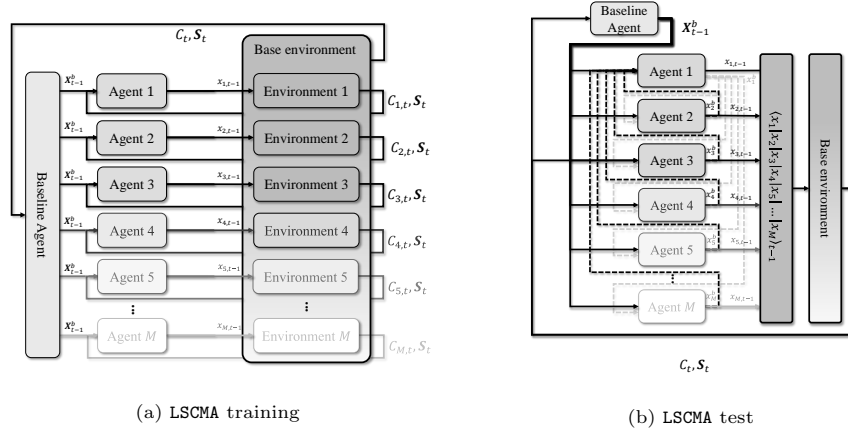 C_t, S_t
Base environment
Baseline Agent
X^b_{t-1}
Agent 1
x_{1,t-1}
Environment 1
C_{1,t}, S_t
X^b_{t-1}
Agent 2
x_{2,t-1}
Environment 2
C_{2,t}, S_t
X^b_{t-1}
Agent 3
x_{3,t-1}
Environment 3
C_{3,t}, S_t
X^b_{t-1}
Agent 4
x_{4,t-1}
Environment 4
C_{4,t}, S_t
X^b_{t-1}
Agent 5
x_{5,t-1}
Environment 5
C_{5,t}, S_t
...
...
X^b_{t-1}
Agent M
x_{M,t-1}
Environment M
C_{M,t}, S_t
(a) LSCMA training
Baseline
Agent
X^b_{t-1}
Agent 1
x_{1,t-1}
x^b_1
Agent 2
x^b_2
x_{2,t-1}
Agent 3
x^b_3
x_{3,t-1}
Agent 4
x^b_4
x_{4,t-1}
Agent 5
x^b_5
x_{5,t-1}
...
Agent M
x^b_M
x_{M,t-1}
⟨x_1|x_2|x_3|x_4|x_5|...|x_M⟩_{t-1}
Base environment
C_t, S_t
(b) LSCMA test